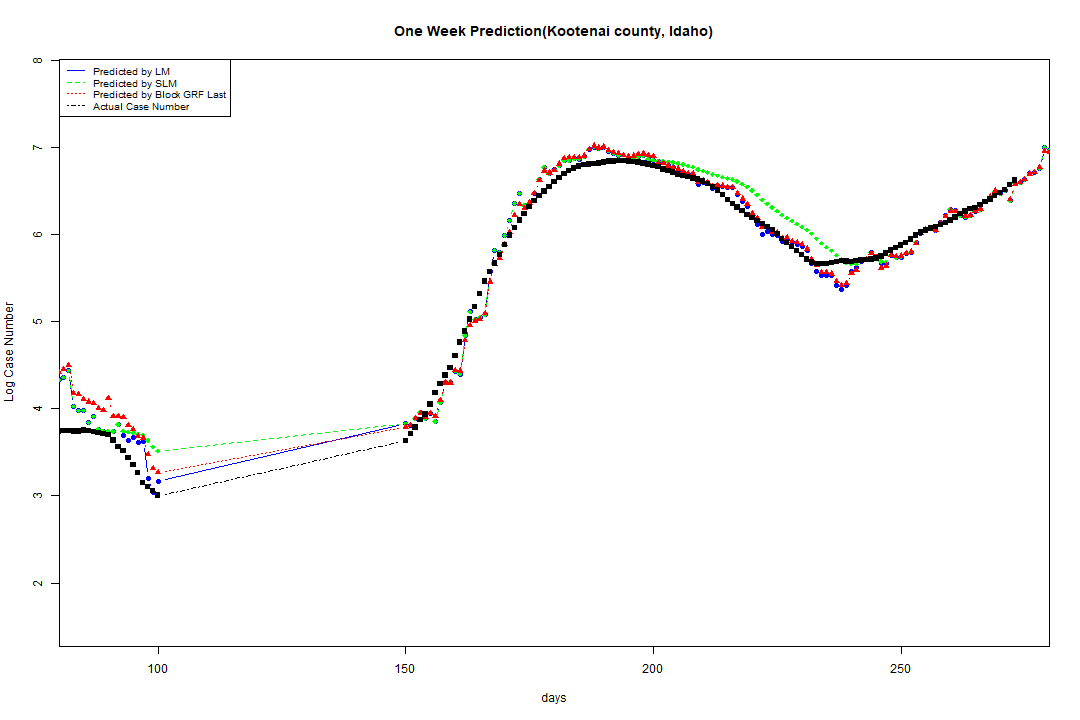 One Week Prediction(Kootenai county, Idaho)
Predicted by LM
Predicted by SLM
Predicted by Block GRF Last
Actual Case Number
8
7
6
5
4
3
2
Log Case Number
100 150 200 250
days